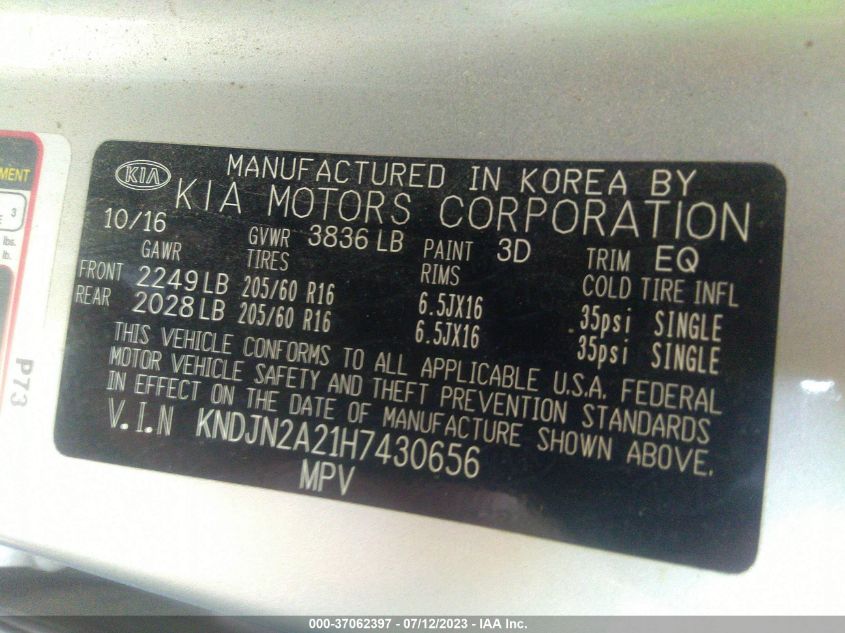 MENT
3
E
lbs.
lbs.
P73
KIA
MANUFACTURED IN KOREA BY
KIA MOTORS CORPORATION
10/16 GVWR 3836 LB PAINT 3D TRIM EQ
GAWR TIRES RIMS COLD TIRE INFL
FRONT 2249 LB 205/60 R16 6.5JX16 .35psi SINGLE
REAR 2028 LB 205/60 R16 6.5JX16 35psi SINGLE
THIS VEHICLE CONFORMS TO ALL APPLICABLE U.S.A. FEDERAL
MOTOR VEHICLE SAFETY AND THEFT PREVENTION STANDARDS
IN EFFECT ON THE DATE OF MANUFACTURE SHOWN ABOVE.
V.I.N KNDJN2A21H7430656
MPV
000-37062397 - 07/12/2023 - IAA Inc.